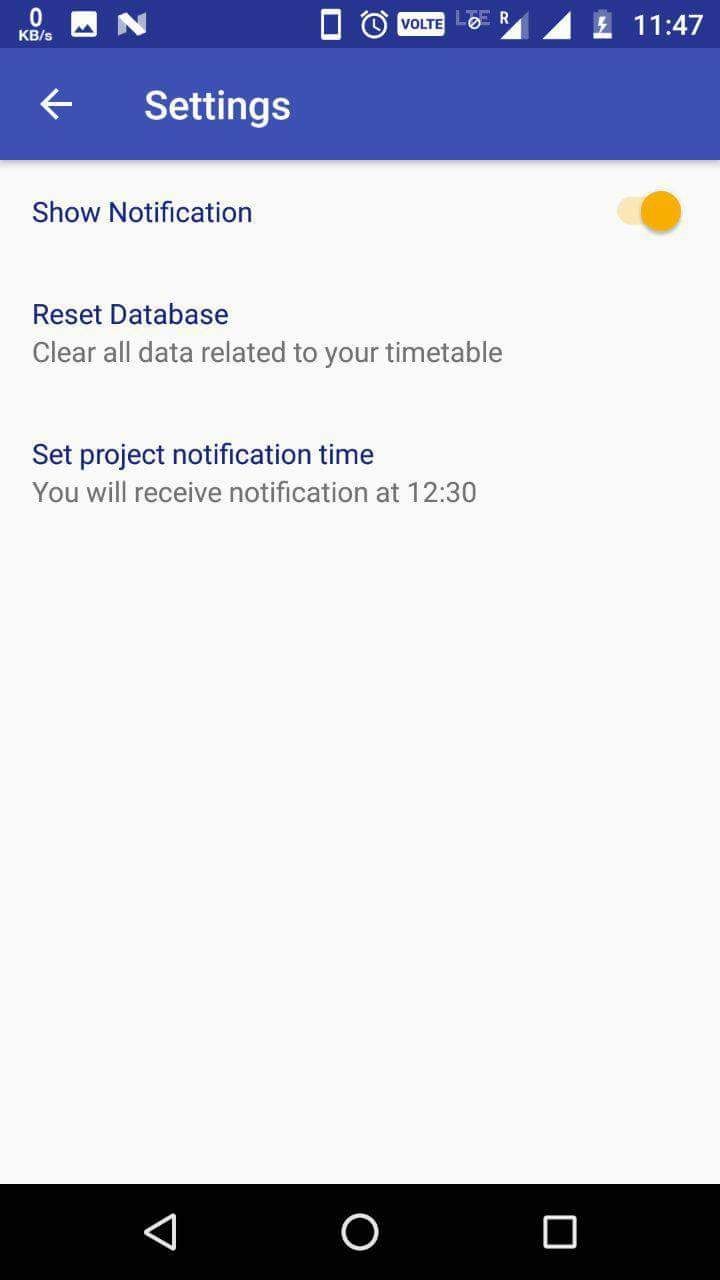 0
KB/s
VOLTE
LTE
R
11:47
Settings
Show Notification
Reset Database
Clear all data related to your timetable
Set project notification time
You will receive notification at 12:30